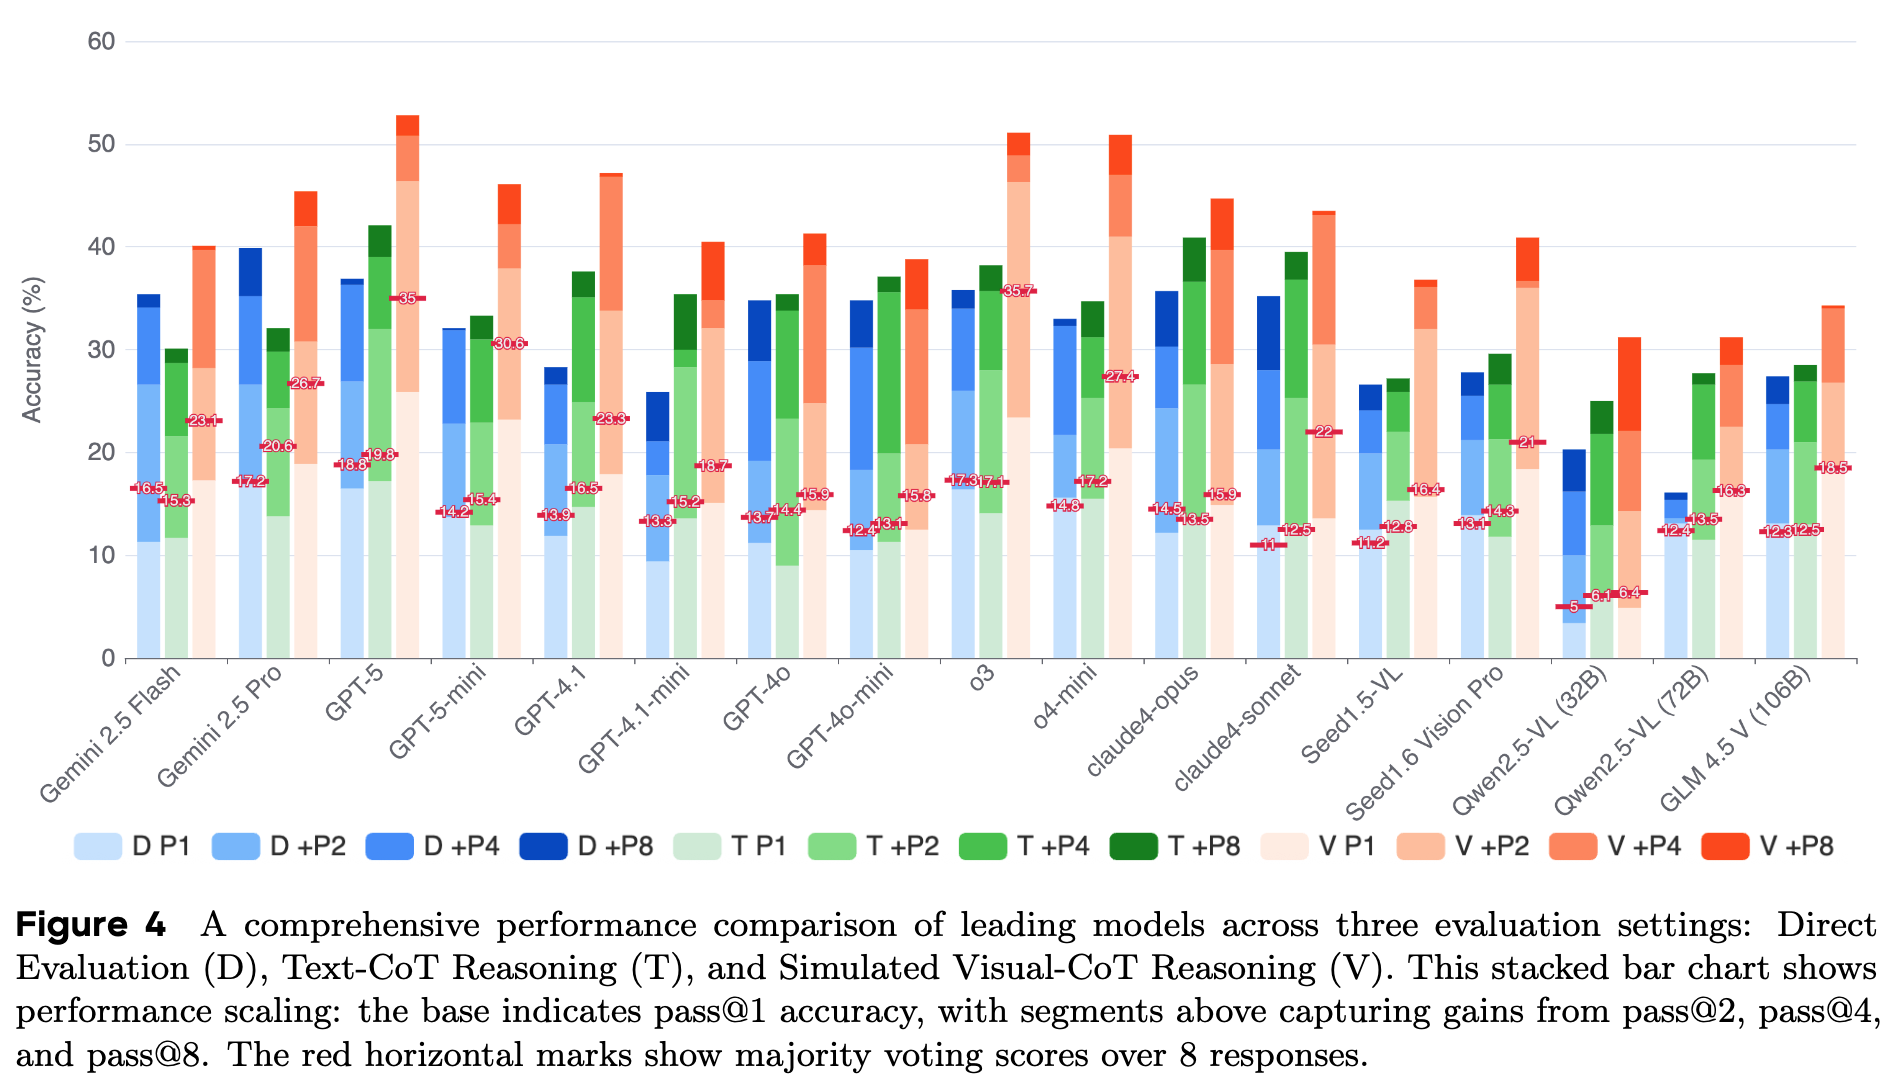 60
50
40
30
20
10
0
Accuracy (%)
16.5 15.3 23.1
17.2 20.6 26.7
18.8 19.8 35
14.2 15.4 30.6
13.9 16.5 23.3
13.3 15.2 18.7
13.7 14.4 15.9
12.4 13.1 15.8
17.3 17.1 35.7
14.8 17.2 27.4
14.5 13.5 15.9
11 12.5 22
11.2 12.8 16.4
13.1 14.3 21
5 6.1 6.4
12.4 13.5 16.3
12.3 12.5 18.5
Gemini 2.5 Flash
Gemini 2.5 Pro
GPT-5
GPT-5-mini
GPT-4.1
GPT-4.1-mini
GPT-4o
GPT-4o-mini
o3
o4-mini
claude4-opus
claude4-sonnet
Seed1.5-VL
Seed1.6 Vision Pro
Qwen2.5-VL (32B)
Qwen2.5-VL (72B)
GLM 4.5 V (106B)
D P1 D +P2 D +P4 D +P8 T P1 T +P2 T +P4 T +P8 V P1 V +P2 V +P4 V +P8
Figure 4 A comprehensive performance comparison of leading models across three evaluation settings: Direct
Evaluation (D), Text-CoT Reasoning (T), and Simulated Visual-CoT Reasoning (V). This stacked bar chart shows
performance scaling: the base indicates pass@1 accuracy, with segments above capturing gains from pass@2, pass@4,
and pass@8. The red horizontal marks show majority voting scores over 8 responses.